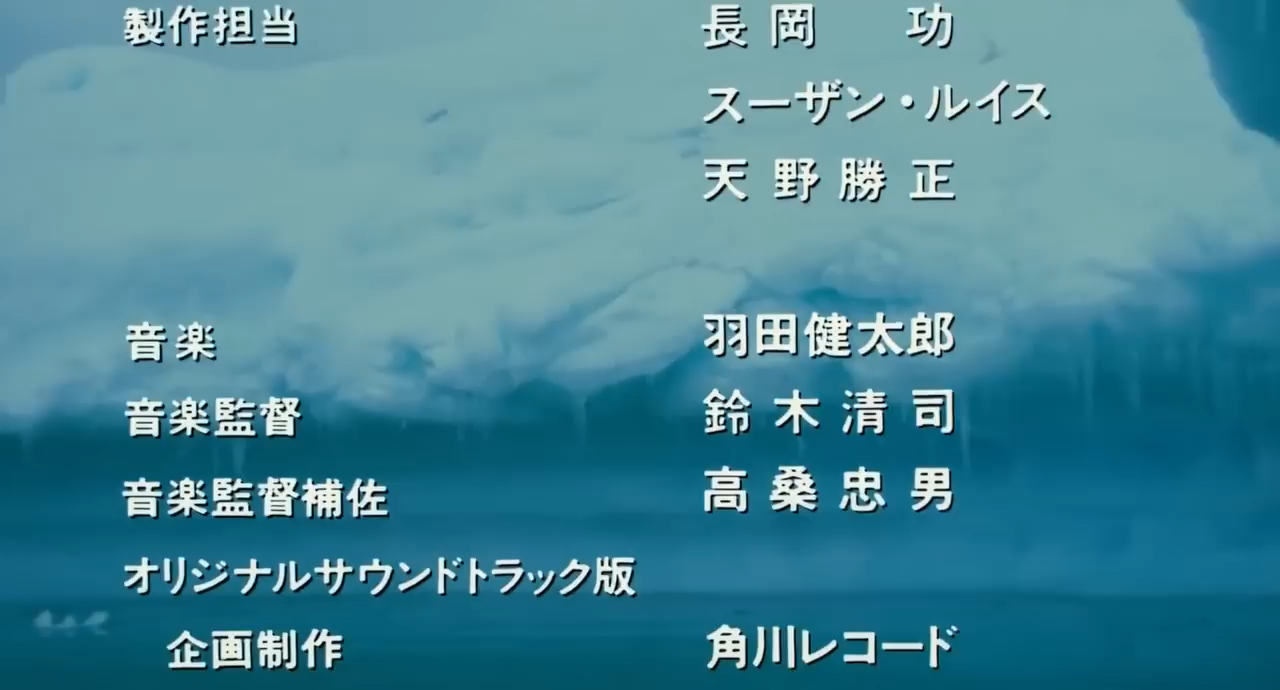 製作担当 長岡 功
スーザン・ルイス
天野勝正
音楽 羽田健太郎
音楽監督 鈴木清司
音楽監督補佐 高桑忠男
オリジナルサウンドトラック版
企画制作 角川レコード